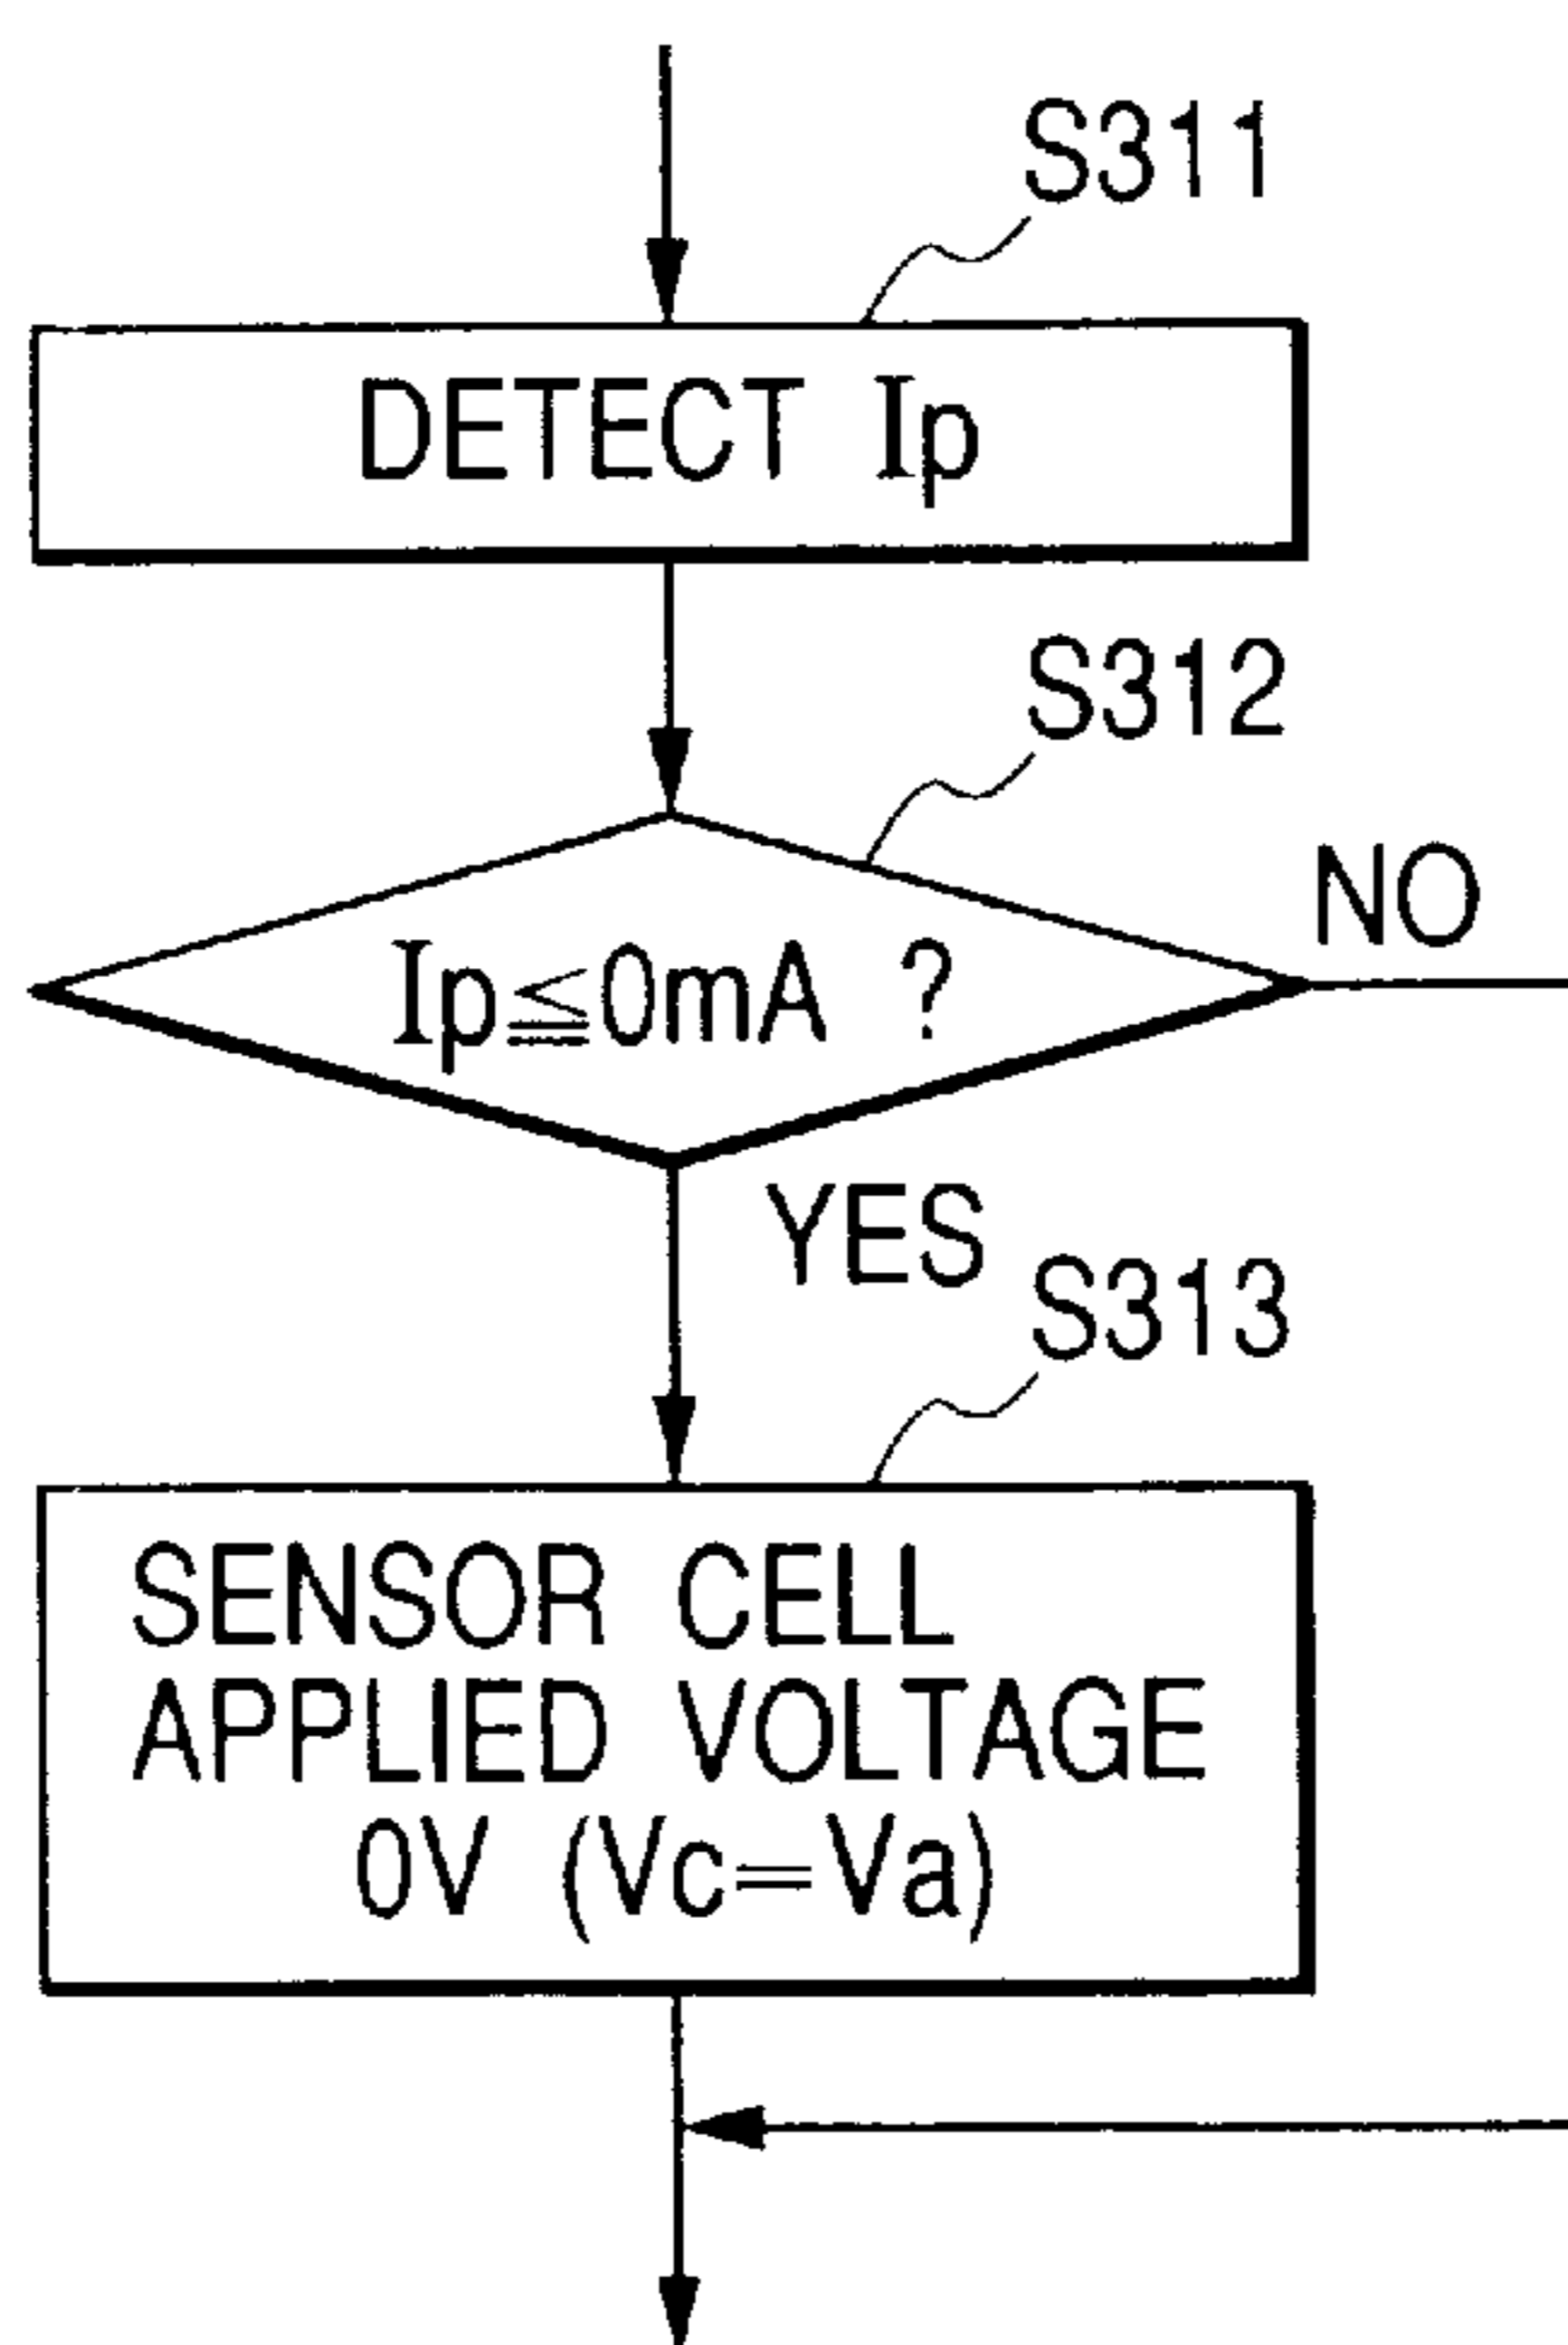 S311
DETECT Ip
S312
NO
Ip≦0mA ?
YES
S313
SENSOR CELL
APPLIED VOLTAGE
0V (Vc=Va)